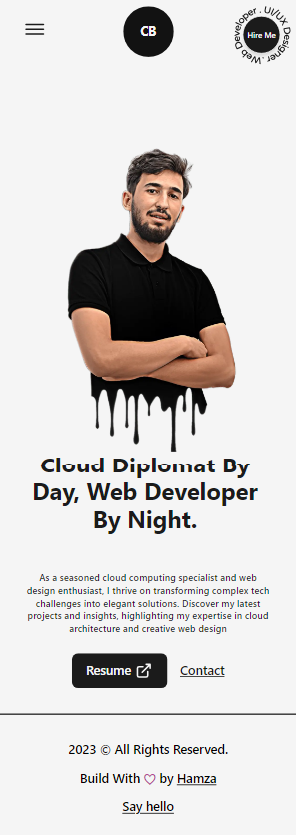 CB
Web Developer . UI/UX Designer .
Hire Me
Cloud Diplomat By
Day, Web Developer
By Night.
As a seasoned cloud computing specialist and web
design enthusiast, I thrive on transforming complex tech
challenges into elegant solutions. Discover my latest
projects and insights, highlighting my expertise in cloud
architecture and creative web design
Resume
Contact
2023 © All Rights Reserved.
Build With ♡ by Hamza
Say hello